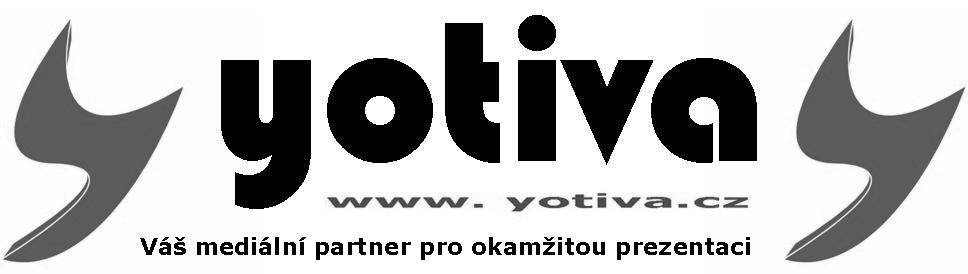 yotiva
www. yotiva.cz
Váš mediální partner pro okamžitou prezentaci